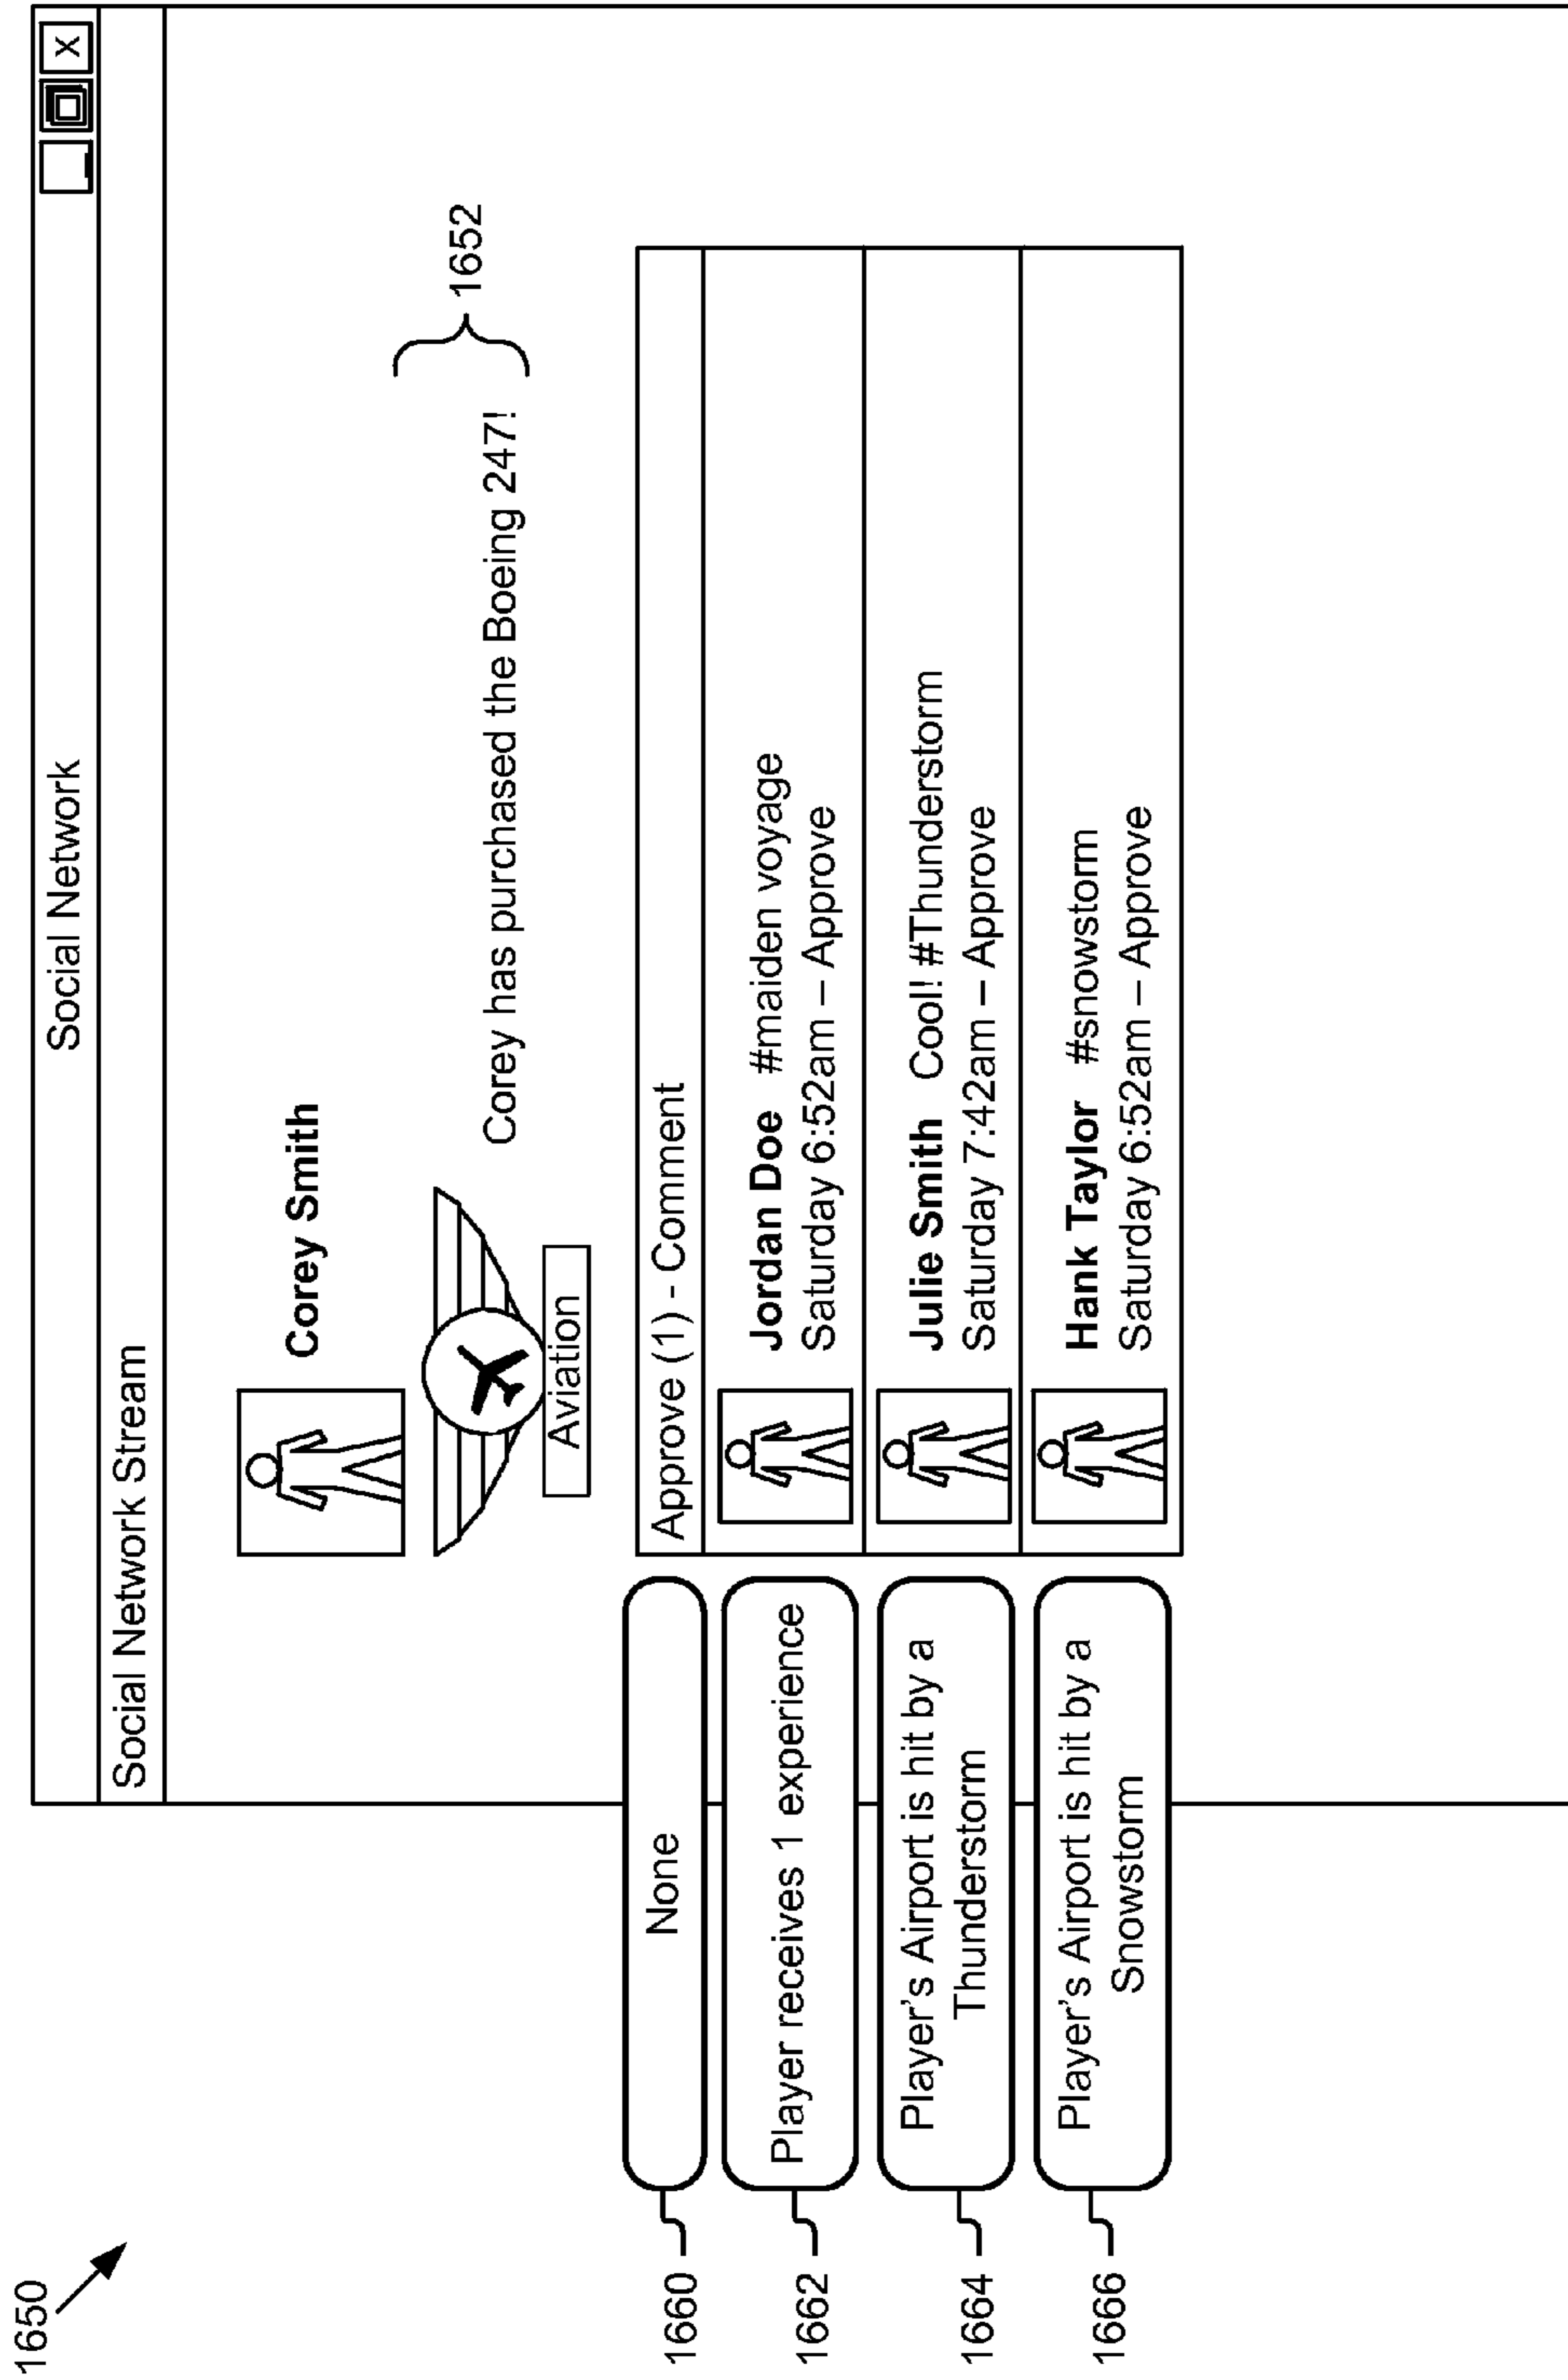 1650
Social Network
X
Social Network Stream
Corey Smith
Aviation
Corey has purchased the Boeing 247!
1652
1660
None
Approve (1) - Comment
1662
Player receives 1 experience
Jordan Doe #maiden voyage
Saturday 6:52am – Approve
1664
Player's Airport is hit by a
Thunderstorm
Julie Smith Cool! #Thunderstorm
Saturday 7:42am – Approve
1666
Player's Airport is hit by a
Snowstorm
Hank Taylor #snowstorm
Saturday 6:52am – Approve